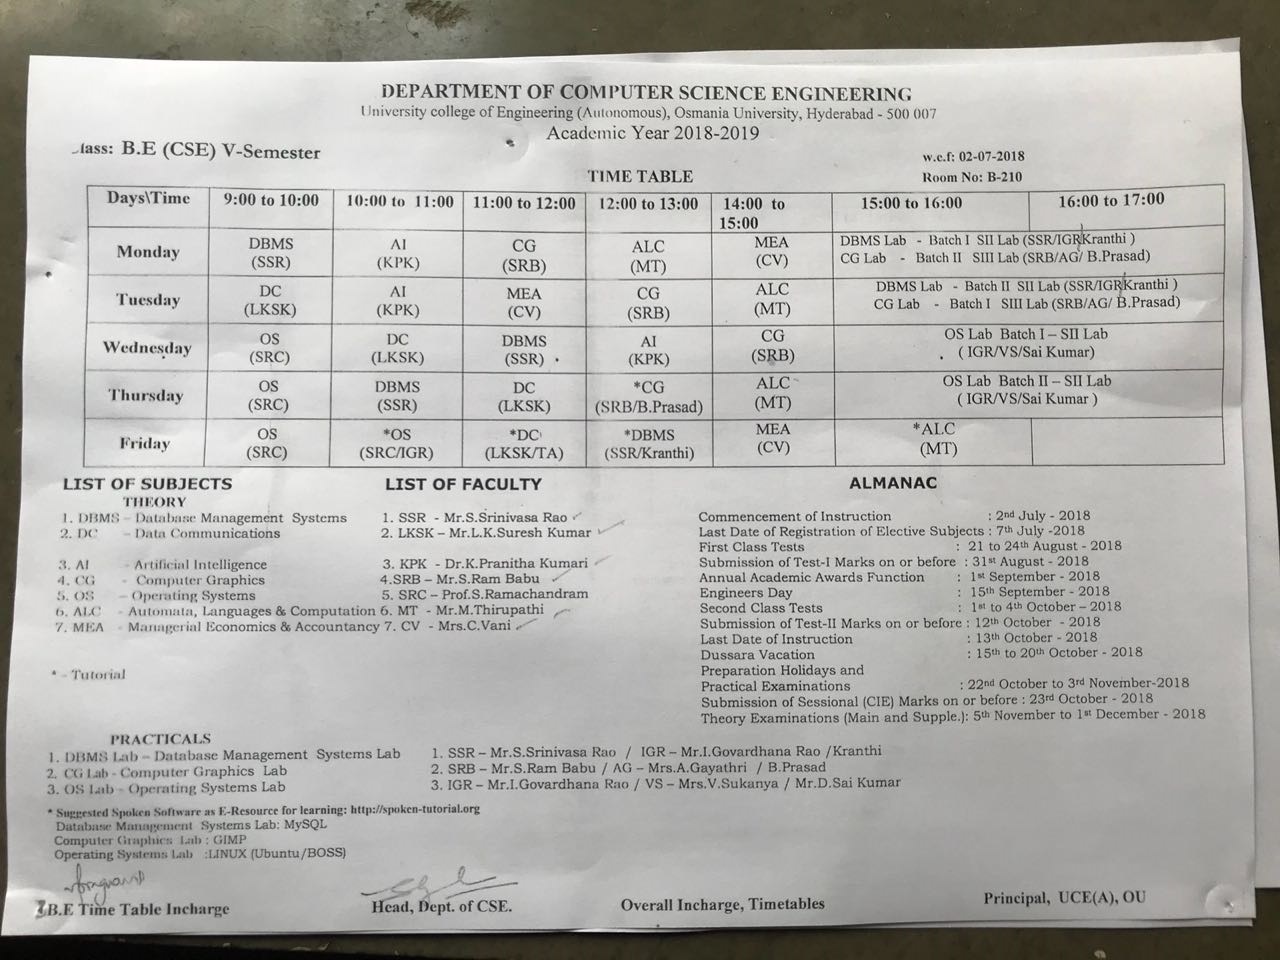 DEPARTMENT OF COMPUTER SCIENCE ENGINEERING
University college of Engineering (Autonomous), Osmania University, Hyderabad - 500 007
Academic Year 2018-2019
lass: B.E (CSE) V-Semester
w.e.f: 02-07-2018
TIME TABLE
Room No: B-210
Days\Time 9:00 to 10:00 10:00 to 11:00 11:00 to 12:00 12:00 to 13:00 14:00 to 15:00 15:00 to 16:00 16:00 to 17:00
Monday DBMS (SSR) AI (KPK) CG (SRB) ALC (MT) MEA (CV) DBMS Lab - Batch I SII Lab (SSR/IGR/Kranthi )
CG Lab - Batch II SIII Lab (SRB/AG/ B.Prasad)
Tuesday DC (LKSK) AI (KPK) MEA (CV) CG (SRB) ALC (MT) DBMS Lab - Batch II SII Lab (SSR/IGR/Kranthi )
CG Lab - Batch I SIII Lab (SRB/AG/ B.Prasad)
Wednesday OS (SRC) DC (LKSK) DBMS (SSR) AI (KPK) CG (SRB) OS Lab Batch I – SII Lab
( IGR/VS/Sai Kumar)
Thursday OS (SRC) DBMS (SSR) DC (LKSK) *CG (SRB/B.Prasad) ALC (MT) OS Lab Batch II – SII Lab
( IGR/VS/Sai Kumar )
Friday OS (SRC) *OS (SRC/IGR) *DC (LKSK/TA) *DBMS (SSR/Kranthi) MEA (CV) *ALC (MT)
LIST OF SUBJECTS
THEORY
1. DBMS – Database Management Systems
2. DC - Data Communications
3. AI - Artificial Intelligence
4. CG - Computer Graphics
5. OS - Operating Systems
6. ALC - Automata, Languages & Computation
7. MEA - Managerial Economics & Accountancy
* - Tutorial
LIST OF FACULTY
1. SSR - Mr.S.Srinivasa Rao
2. LKSK – Mr.L.K.Suresh Kumar
3. KPK - Dr.K.Pranitha Kumari
4.SRB – Mr.S.Ram Babu
5. SRC – Prof.S.Ramachandram
6. MT - Mr.M.Thirupathi
7. CV - Mrs.C.Vani
ALMANAC
Commencement of Instruction : 2nd July - 2018
Last Date of Registration of Elective Subjects : 7th July -2018
First Class Tests : 21 to 24th August - 2018
Submission of Test-I Marks on or before : 31st August - 2018
Annual Academic Awards Function : 1st September - 2018
Engineers Day : 15th September - 2018
Second Class Tests : 1st to 4th October – 2018
Submission of Test-II Marks on or before : 12th October - 2018
Last Date of Instruction : 13th October - 2018
Dussara Vacation : 15th to 20th October - 2018
Preparation Holidays and
Practical Examinations : 22nd October to 3rd November-2018
Submission of Sessional (CIE) Marks on or before : 23rd October - 2018
Theory Examinations (Main and Supple.): 5th November to 1st December - 2018
PRACTICALS
1. DBMS Lab – Database Management Systems Lab 1. SSR – Mr.S.Srinivasa Rao / IGR – Mr.I.Govardhana Rao /Kranthi
2. CG Lab - Computer Graphics Lab 2. SRB – Mr.S.Ram Babu / AG – Mrs.A.Gayathri / B.Prasad
3. OS Lab - Operating Systems Lab 3. IGR – Mr.I.Govardhana Rao / VS – Mrs.V.Sukanya / Mr.D.Sai Kumar
* Suggested Spoken Software as E-Resource for learning: http://spoken-tutorial.org
Database Management Systems Lab: MySQL
Computer Graphics Lab : GIMP
Operating Systems Lab :LINUX (Ubuntu/BOSS)
B.E Time Table Incharge Head, Dept. of CSE. Overall Incharge, Timetables Principal, UCE(A), OU